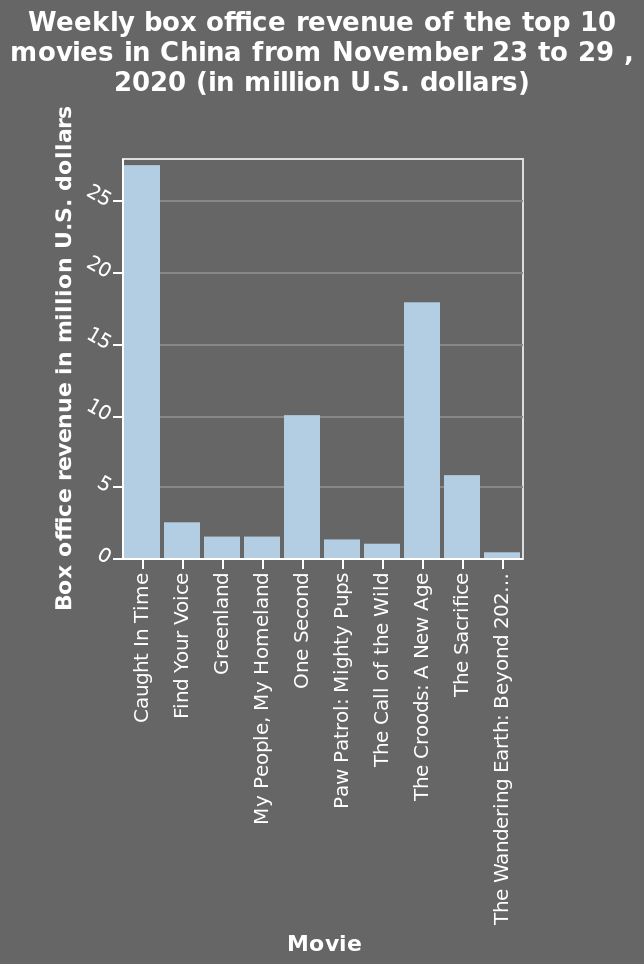 Weekly box office revenue of the top 10
movies in China from November 23 to 29 ,
2020 (in million U.S. dollars)
Box office revenue in million U.S. dollars
25
20
15
10
5
0
Caught In Time
Find Your Voice
Greenland
My People, My Homeland
One Second
Paw Patrol: Mighty Pups
The Call of the Wild
The Croods: A New Age
The Sacrifice
The Wandering Earth: Beyond 202...
Movie